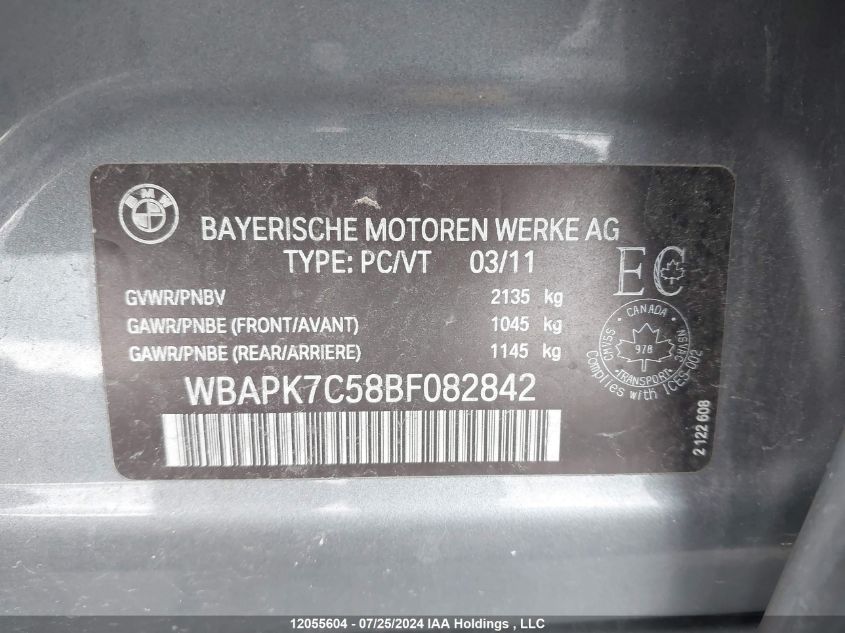 BMW
BAYERISCHE MOTOREN WERKE AG
TYPE: PC/VT 03/11
GVWR/PNBV 2135 kg
GAWR/PNBE (FRONT/AVANT) 1045 kg
GAWR/PNBE (REAR/ARRIERE) 1145 kg
WBAPK7C58BF082842
EC
CANADA
CMVSS
NSVAC
978
TRANSPORT
Complies with ICES-002
2 122 608
12055604 - 07/25/2024 IAA Holdings , LLC